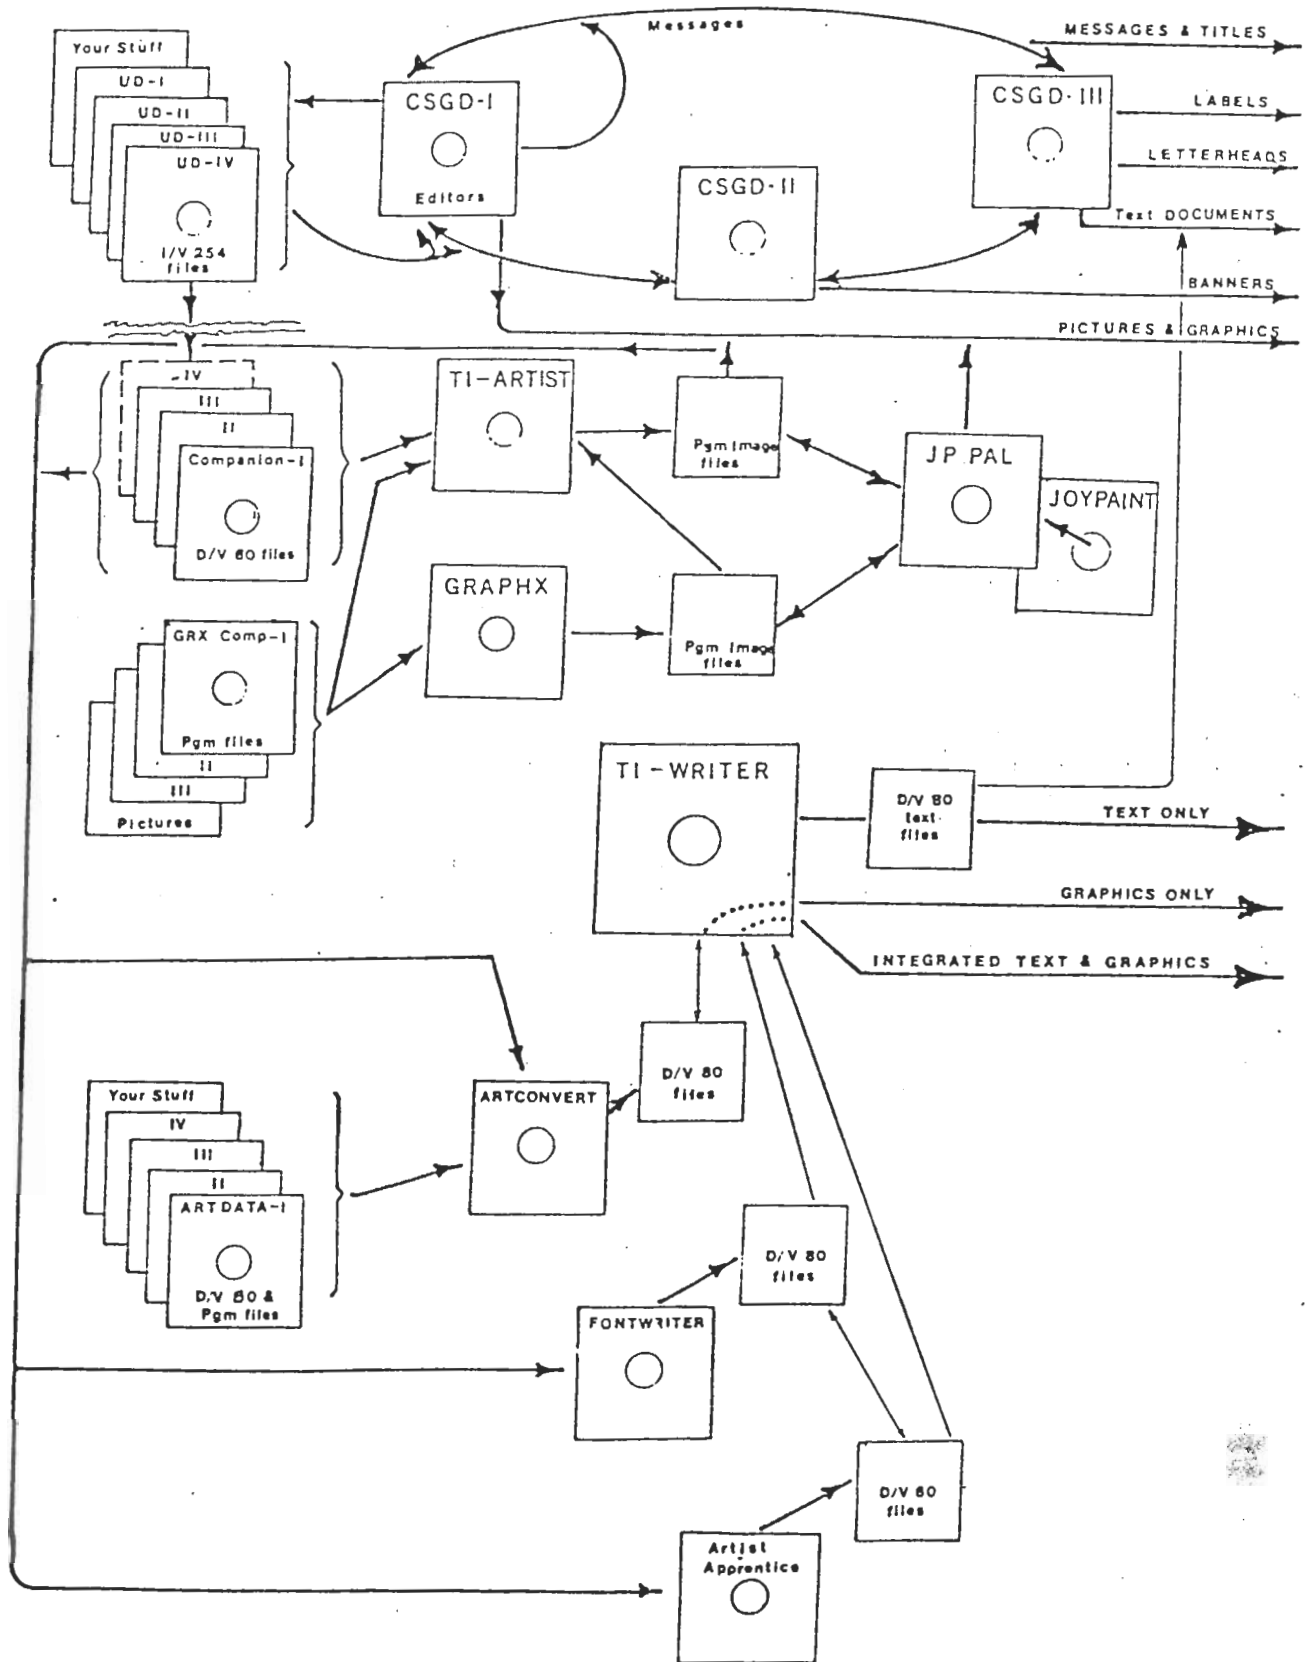 Messages
MESSAGES & TITLES
Your Stuff
UD-I
UD-II
UD-III
UD-IV
I/V 254
files
CSGD-I
Editors
CSGD-II
CSGD-III
LABELS
LETTERHEADS
Text DOCUMENTS
BANNERS
PICTURES & GRAPHICS
IV
III
II
Companion-I
D/V 80 files
TI-ARTIST
Pgm Image
files
JP PAL
JOYPAINT
GRAPHX
Pgm Image
files
GRX Comp-I
Pgm files
II
III
Pictures
TI-WRITER
D/V 80
text
files
TEXT ONLY
GRAPHICS ONLY
INTEGRATED TEXT & GRAPHICS
D/V 80
files
ARTCONVERT
Your Stuff
IV
III
II
ART DATA-I
D/V 80 &
Pgm files
D/V 80
files
FONTWRITER
D/V 80
files
Artist
Apprentice